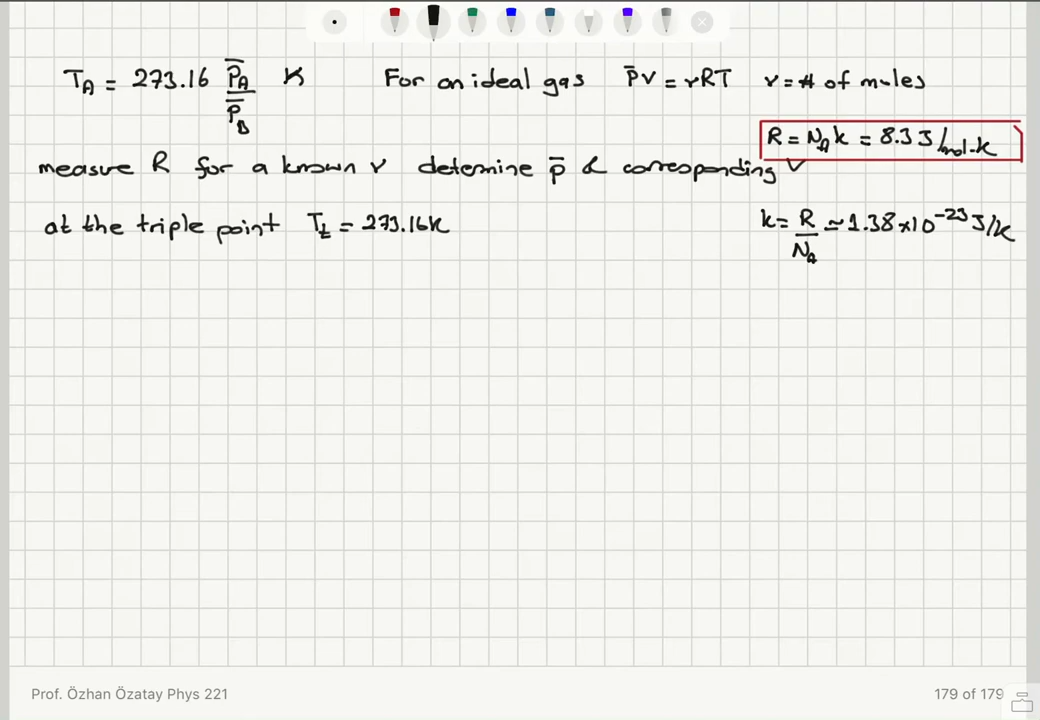 T_A = 273.16 P̄_A / P̄_B K For an ideal gas p̄V = νRT ν = # of moles
R = N_A k = 8.3 J/mol·K
measure R for a known ν determine p̄ & corresponding V
at the triple point T_t = 273.16K
k = R / N_A ≃ 1.38×10⁻²³ J/K
Prof. Özhan Özatay Phys 221
179 of 179